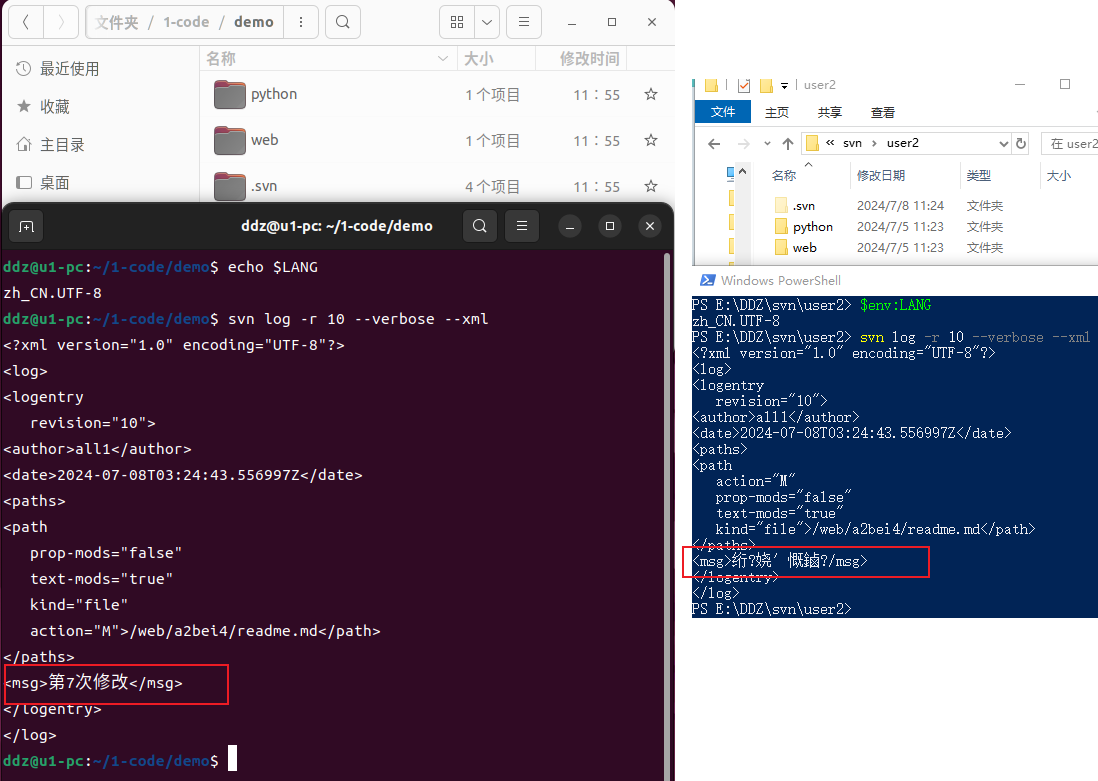 文件夹 / 1-code / demo
名称 大小 修改时间
最近使用
收藏
主目录
桌面
python 1个项目 11：55
web 1个项目 11：55
.svn 4个项目 11：55
ddz@u1-pc: ~/1-code/demo
ddz@u1-pc:~/1-code/demo$ echo $LANG
zh_CN.UTF-8
ddz@u1-pc:~/1-code/demo$ svn log -r 10 --verbose --xml
<?xml version="1.0" encoding="UTF-8"?>
<log>
<logentry
   revision="10">
<author>all1</author>
<date>2024-07-08T03:24:43.556997Z</date>
<paths>
<path
   prop-mods="false"
   text-mods="true"
   kind="file"
   action="M">/web/a2bei4/readme.md</path>
</paths>
<msg>第7次修改</msg>
</logentry>
</log>
ddz@u1-pc:~/1-code/demo$
user2
文件 主页 共享 查看
« svn › user2
在 user2
名称 修改日期 类型 大小
.svn 2024/7/8 11:24 文件夹
python 2024/7/5 11:23 文件夹
web 2024/7/5 11:23 文件夹
Windows PowerShell
PS E:\DDZ\svn\user2> $env:LANG
zh_CN.UTF-8
PS E:\DDZ\svn\user2> svn log -r 10 --verbose --xml
<?xml version="1.0" encoding="UTF-8"?>
<log>
<logentry
   revision="10">
<author>all1</author>
<date>2024-07-08T03:24:43.556997Z</date>
<paths>
<path
   action="M"
   prop-mods="false"
   text-mods="true"
   kind="file">/web/a2bei4/readme.md</path>
</paths>
<msg>绗?娆′慨鏀?/msg>
</logentry>
</log>
PS E:\DDZ\svn\user2>